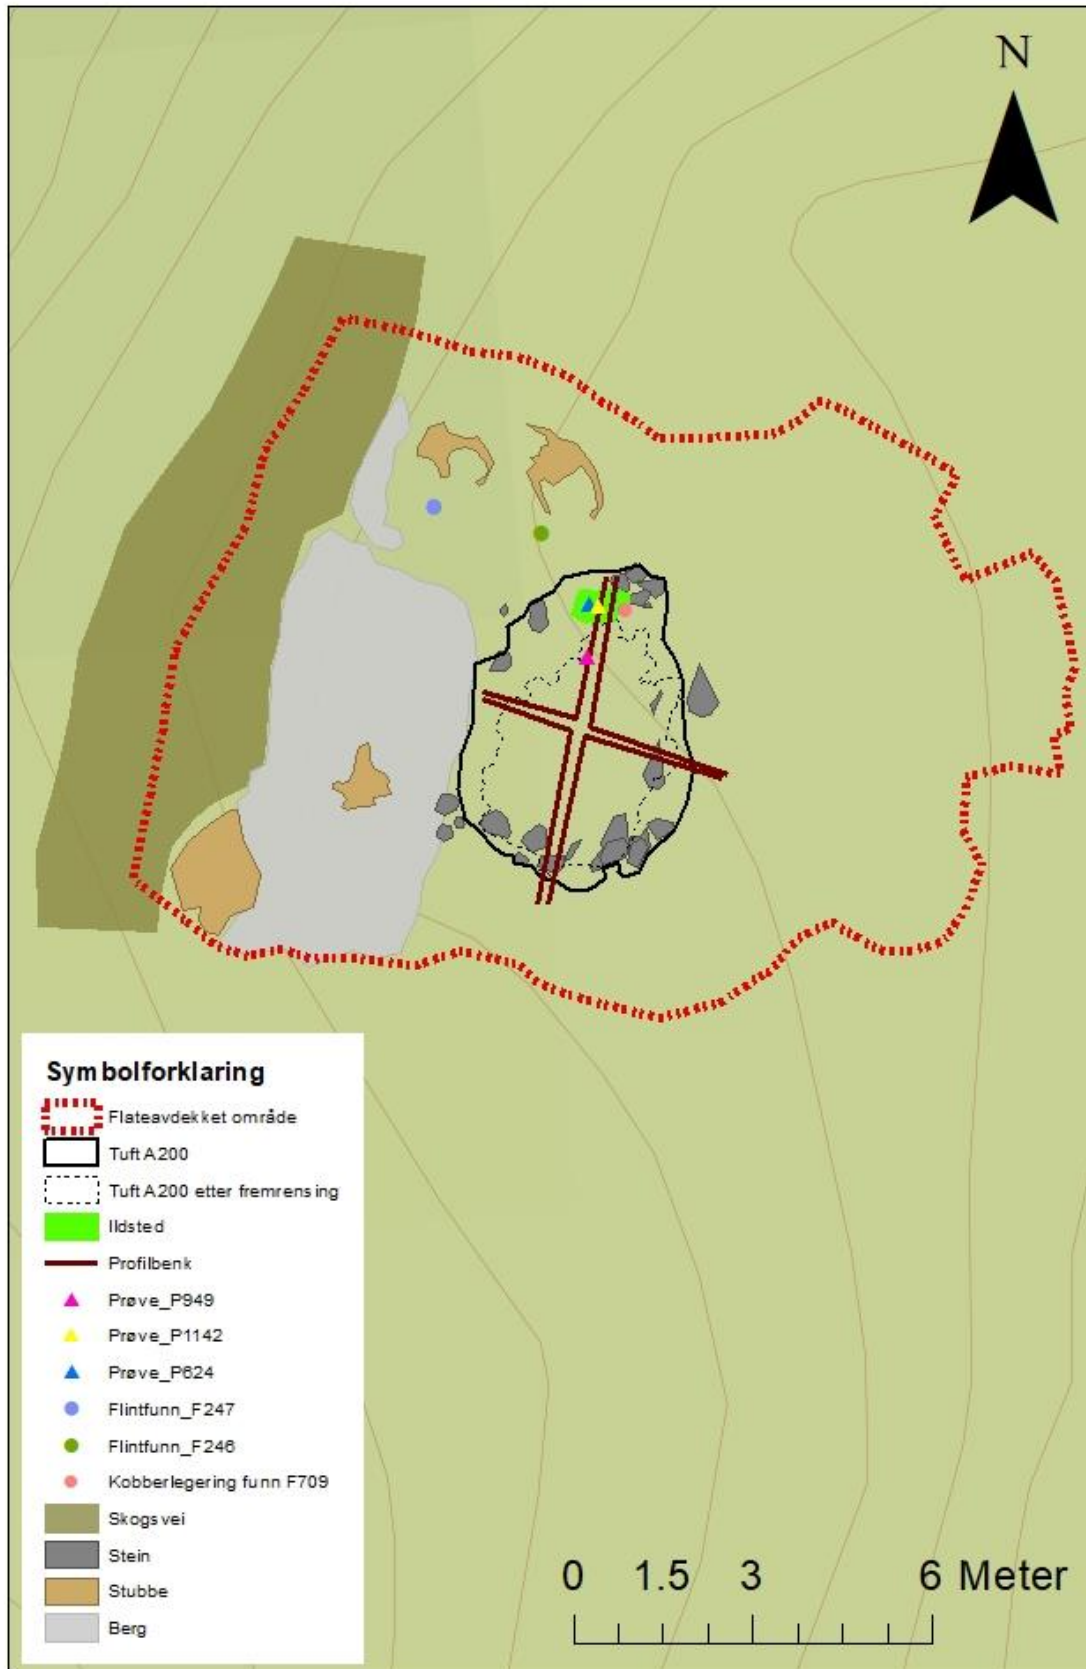 N
Symbolforklaring
Flateavdekket område
Tuft A200
Tuft A200 etter fremrensing
Ildsted
Profilbenk
Prøve_P949
Prøve_P1142
Prøve_P624
Flintfunn_F247
Flintfunn_F246
Kobberlegering funn F709
Skogsvei
Stein
Stubbe
Berg
0 1.5 3 6 Meter